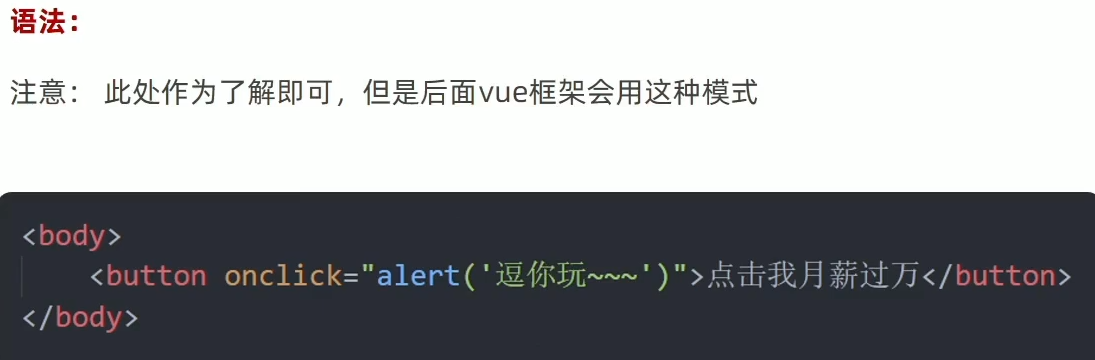 语法：
注意： 此处作为了解即可，但是后面vue框架会用这种模式
<body>
    <button onclick="alert('逗你玩~~~')">点击我月薪过万</button>
</body>